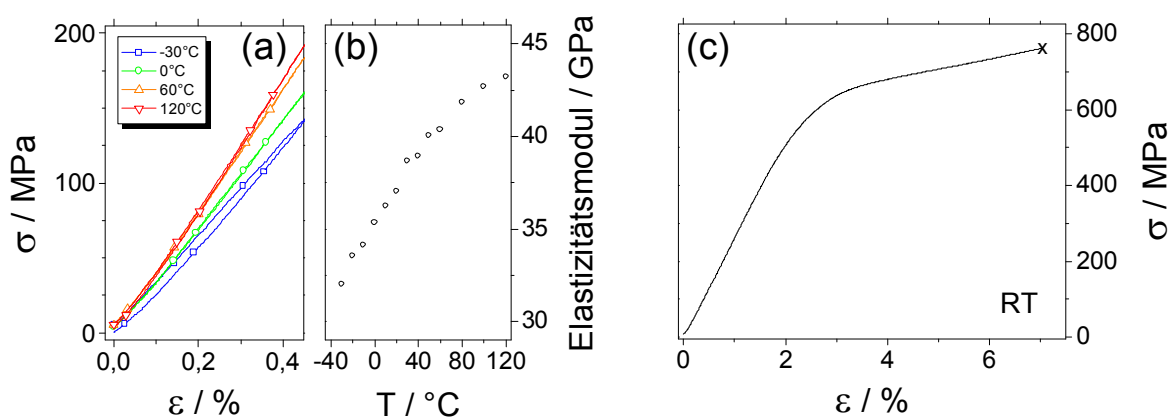 (a)
200
100
0
σ / MPa
-30°C
0°C
60°C
120°C
0,0 0,2 0,4
ε / %
(b)
45
40
35
30
Elastizitätsmodul / GPa
-40 0 40 80 120
T / °C
(c)
800
600
400
200
0
σ / MPa
x
RT
0 2 4 6
ε / %